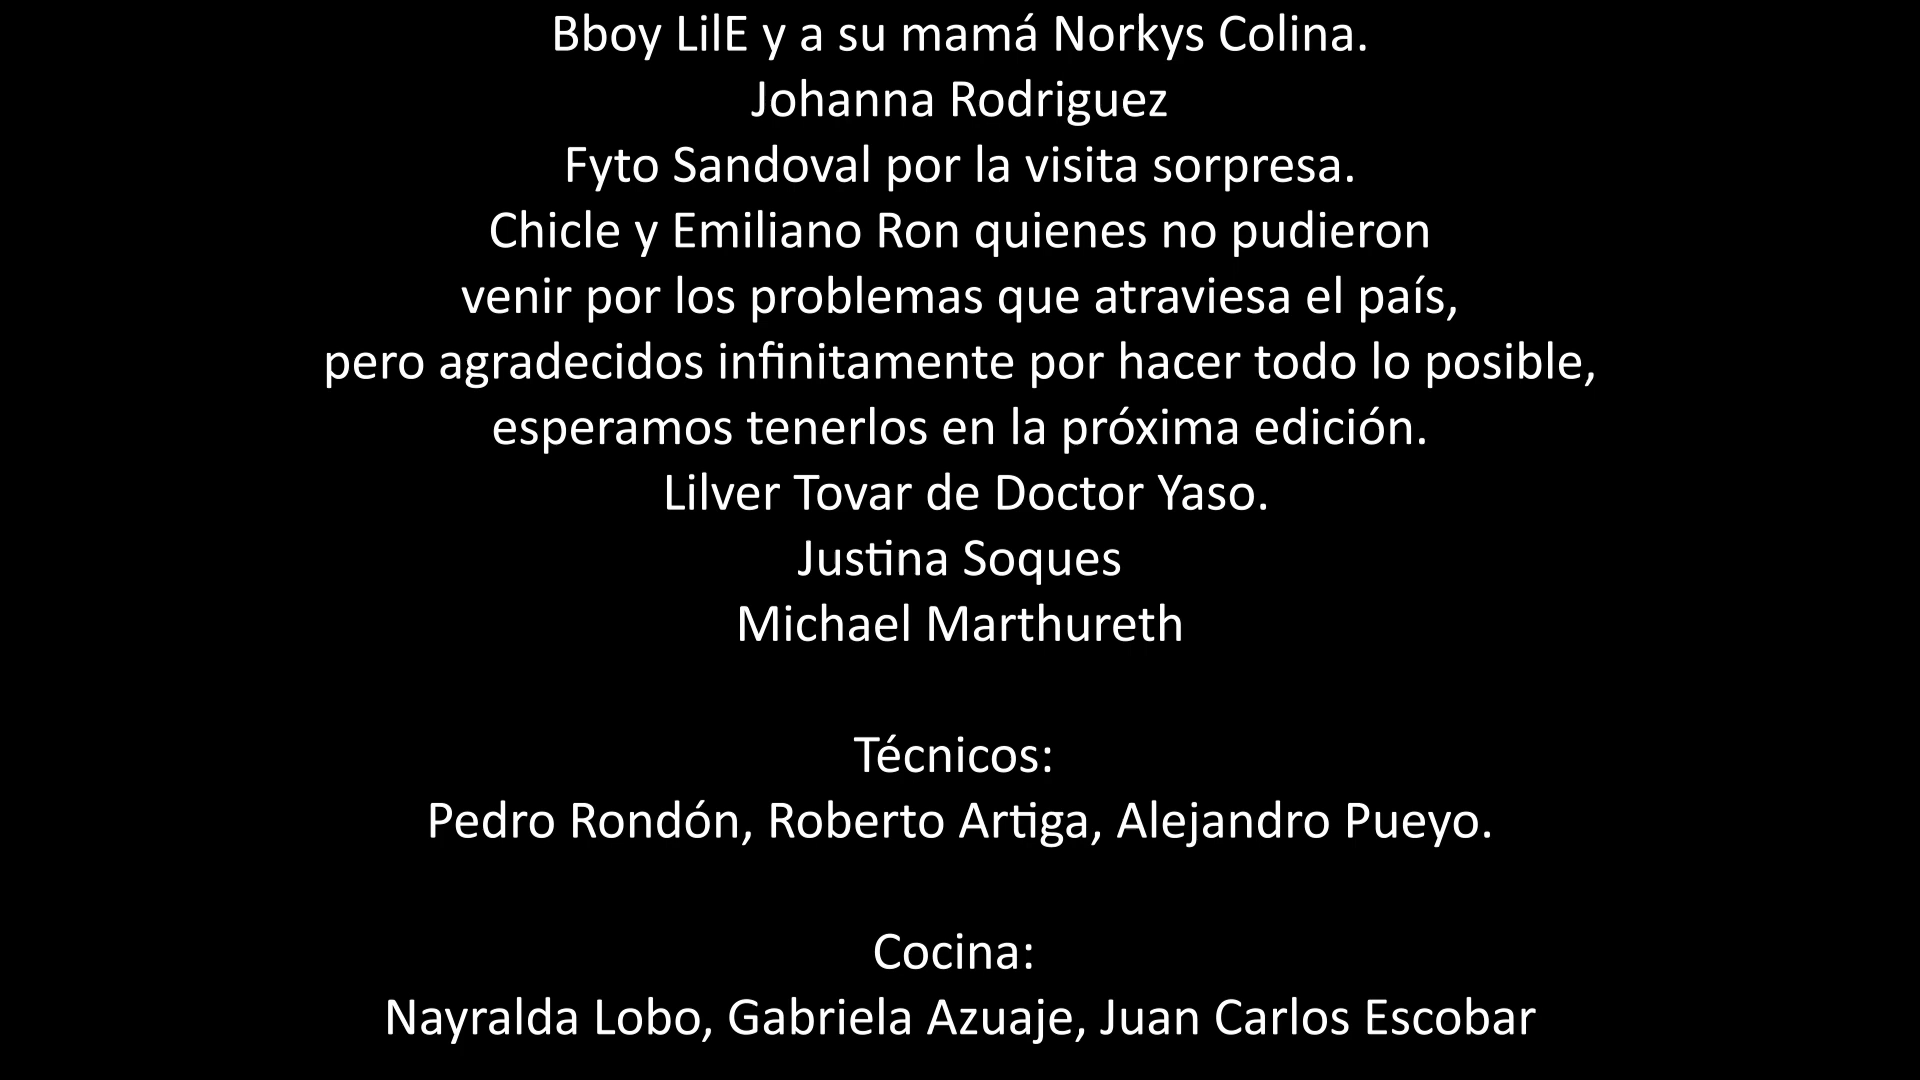 Bboy LilE y a su mamá Norkys Colina.
Johanna Rodriguez
Fyto Sandoval por la visita sorpresa.
Chicle y Emiliano Ron quienes no pudieron
venir por los problemas que atraviesa el país,
pero agradecidos infinitamente por hacer todo lo posible,
esperamos tenerlos en la próxima edición.
Lilver Tovar de Doctor Yaso.
Justina Soques
Michael Marthureth
Técnicos:
Pedro Rondón, Roberto Artiga, Alejandro Pueyo.
Cocina:
Nayralda Lobo, Gabriela Azuaje, Juan Carlos Escobar